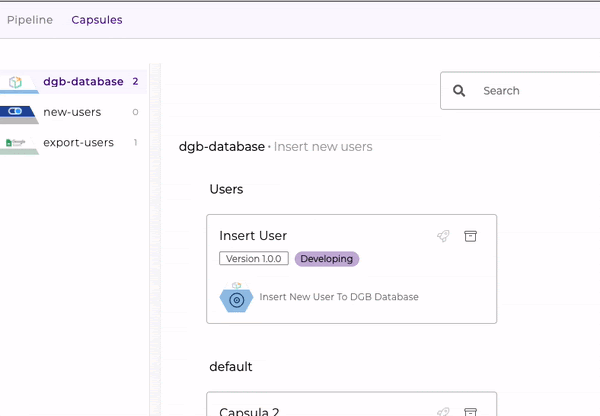 Pipeline Capsules
dgb-database 2
new-users 0
export-users 1
Search
dgb-database • Insert new users
Users
Insert User
Version 1.0.0 Developing
Insert New User To DGB Database
default
Capsula 2